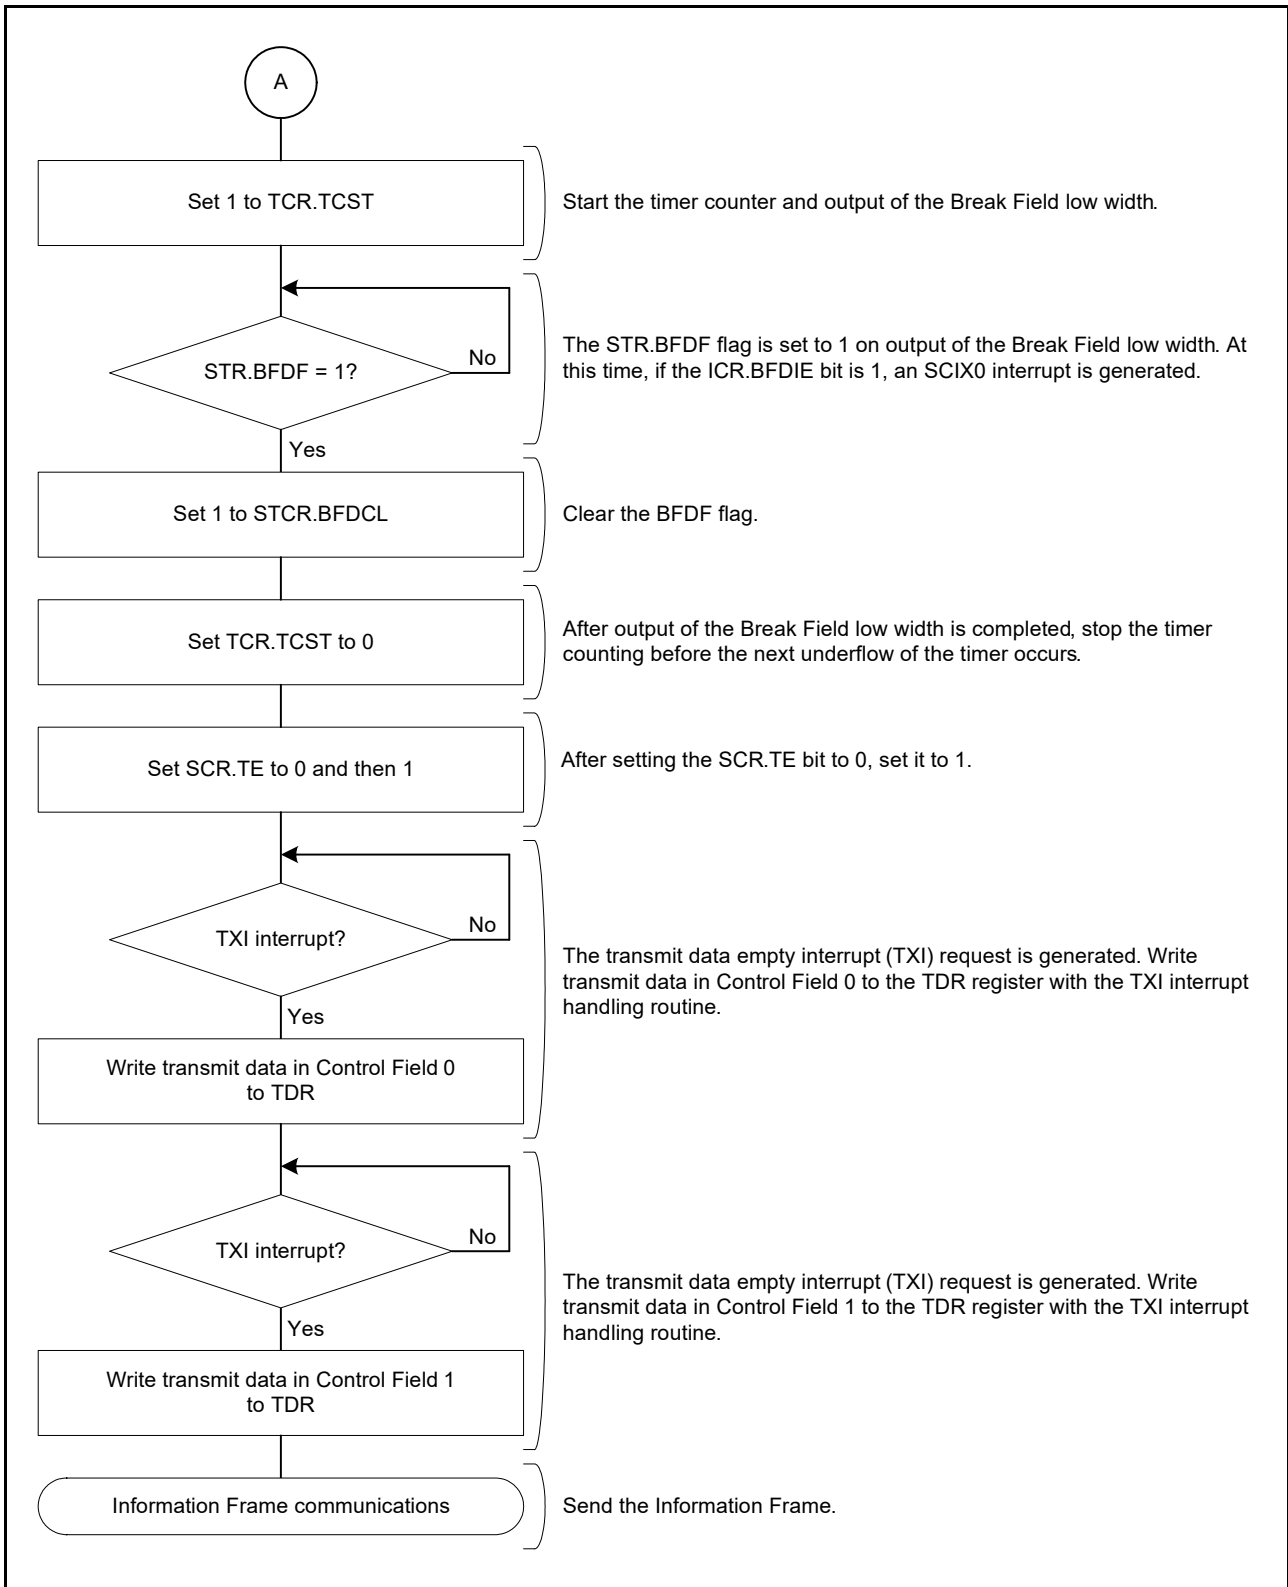 A
Set 1 to TCR.TCST
Start the timer counter and output of the Break Field low width.
STR.BFDF = 1?
No
The STR.BFDF flag is set to 1 on output of the Break Field low width. At
this time, if the ICR.BFDIE bit is 1, an SCIX0 interrupt is generated.
Yes
Set 1 to STCR.BFDCL
Clear the BFDF flag.
Set TCR.TCST to 0
After output of the Break Field low width is completed, stop the timer
counting before the next underflow of the timer occurs.
Set SCR.TE to 0 and then 1
After setting the SCR.TE bit to 0, set it to 1.
TXI interrupt?
No
Yes
The transmit data empty interrupt (TXI) request is generated. Write
transmit data in Control Field 0 to the TDR register with the TXI interrupt
handling routine.
Write transmit data in Control Field 0
to TDR
TXI interrupt?
No
Yes
The transmit data empty interrupt (TXI) request is generated. Write
transmit data in Control Field 1 to the TDR register with the TXI interrupt
handling routine.
Write transmit data in Control Field 1
to TDR
Information Frame communications
Send the Information Frame.